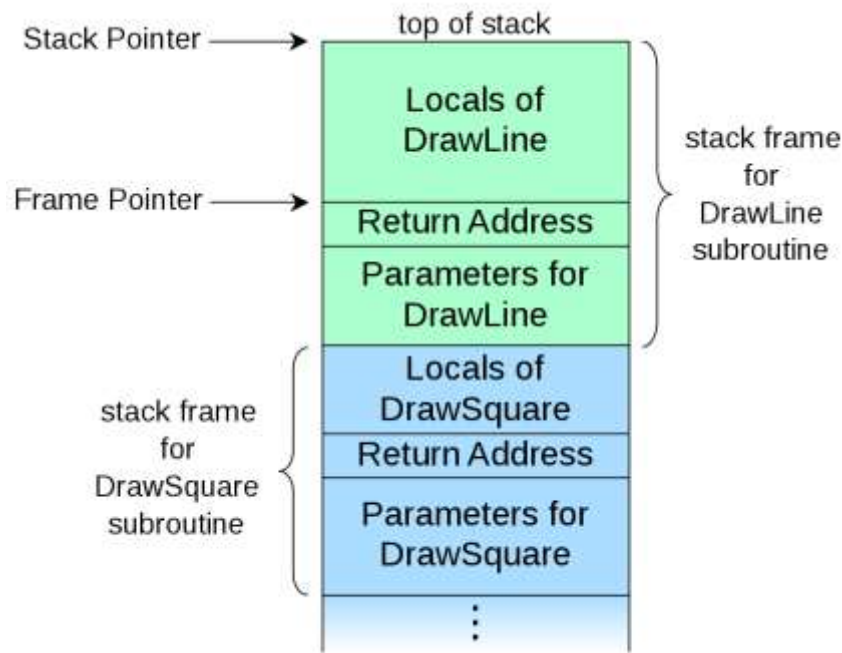 top of stack
Stack Pointer
Locals of
DrawLine
stack frame
for
DrawLine
subroutine
Frame Pointer
Return Address
Parameters for
DrawLine
Locals of
DrawSquare
stack frame
for
DrawSquare
subroutine
Return Address
Parameters for
DrawSquare
⋮